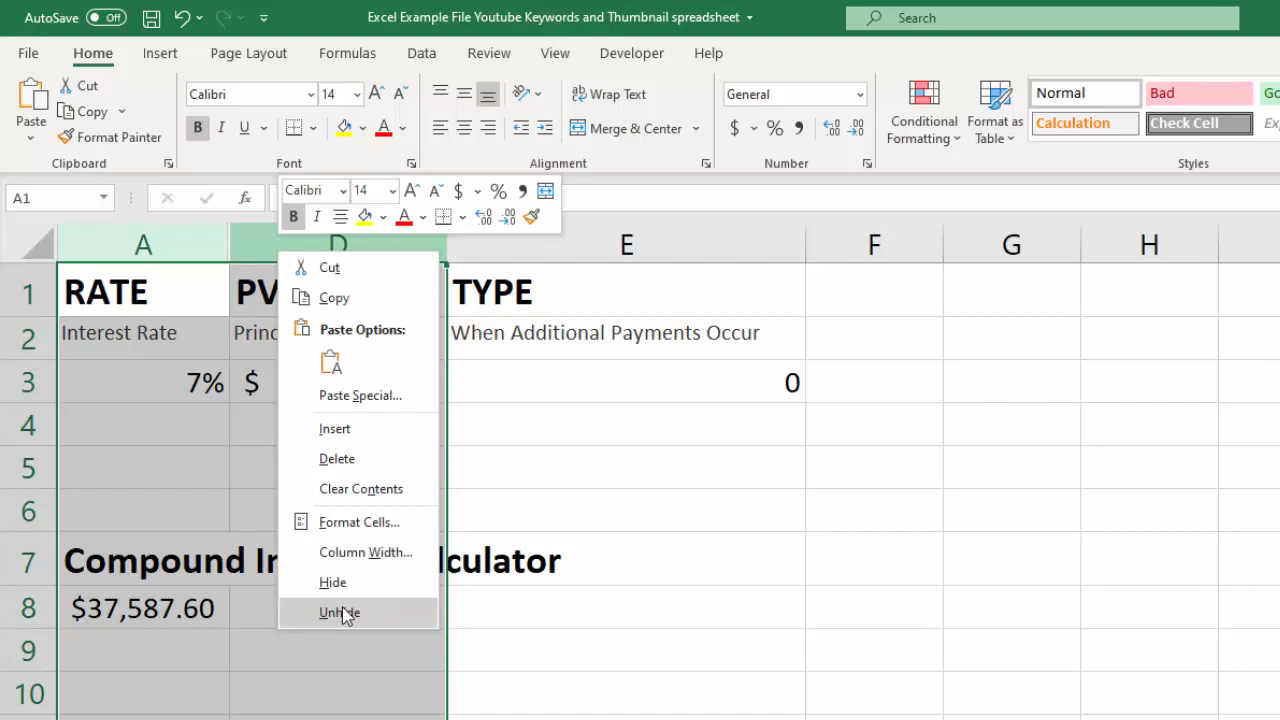 AutoSave Off
Excel Example File Youtube Keywords and Thumbnail spreadsheet
Search
File Home Insert Page Layout Formulas Data Review View Developer Help
Paste
Cut
Copy
Format Painter
Clipboard
Calibri 14
B I U
Font
Wrap Text
Merge & Center
Alignment
General
$ %
Number
Conditional Formatting
Format as Table
Normal Bad
Calculation Check Cell
Styles
A1
fx
Calibri 14 $ %
B I A
A D E F G H
1 RATE PV TYPE
2 Interest Rate When Additional Payments Occur
3 7% $ 0
4
5
6
7 Compound
8 $37,587.60
9
10
Cut
Copy
Paste Options:
Paste Special...
Insert
Delete
Clear Contents
Format Cells...
Column Width...
Hide
Unhide